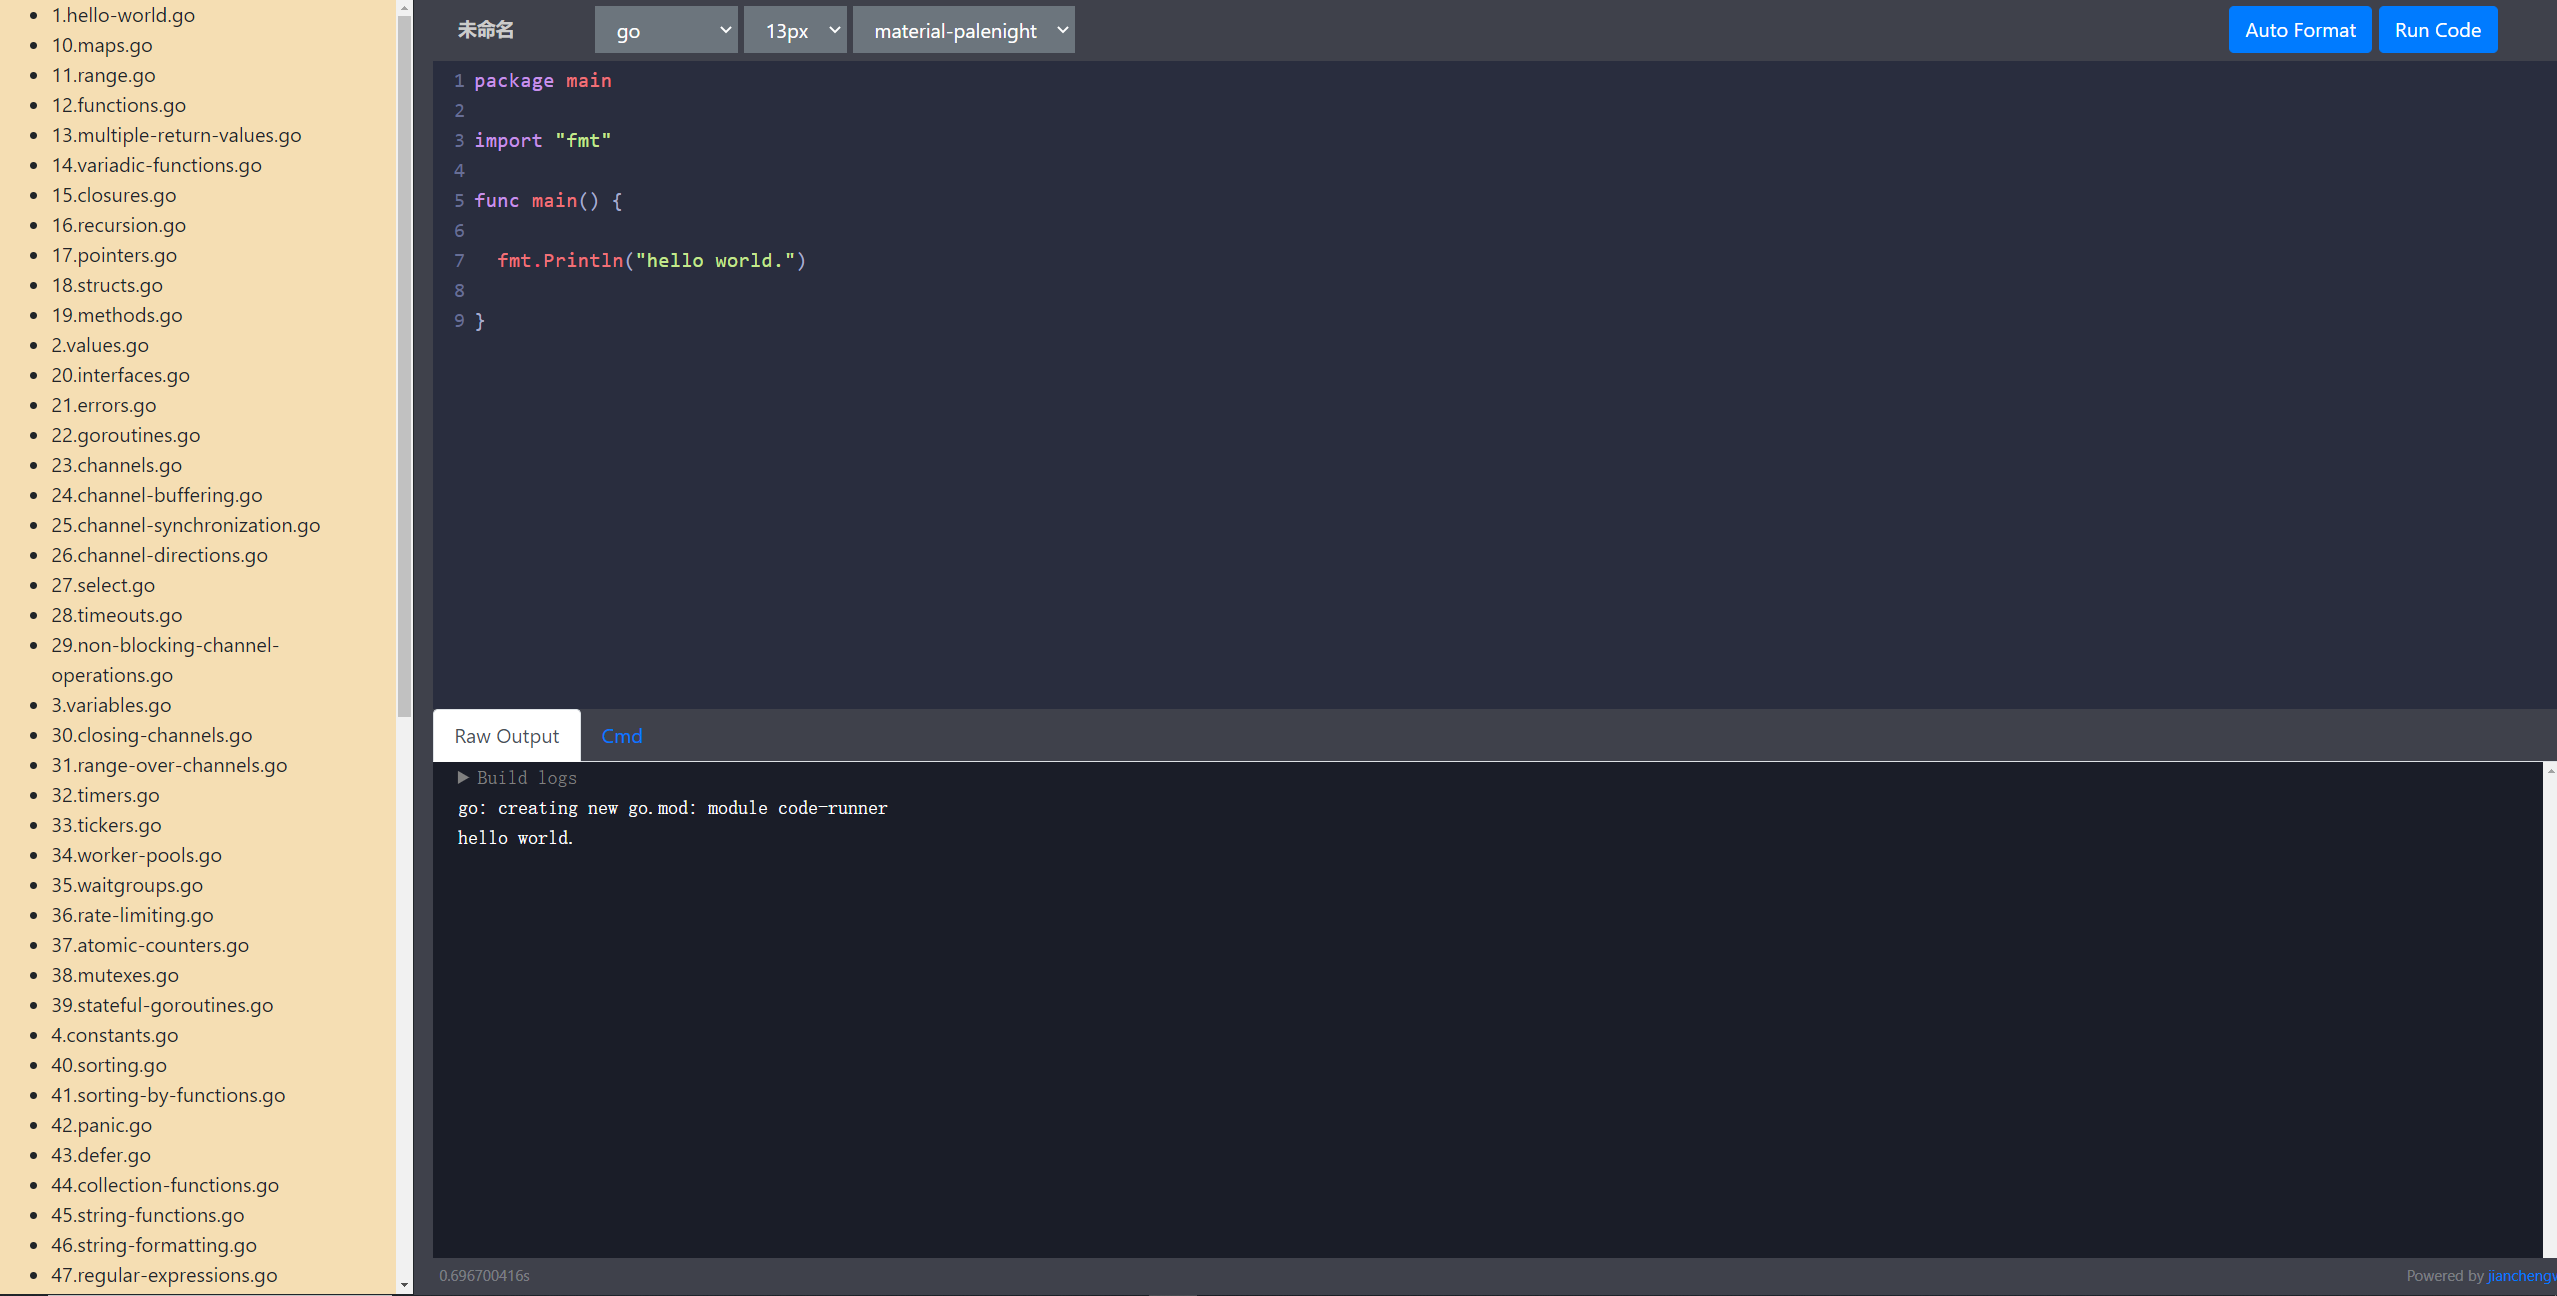 1.hello-world.go
10.maps.go
11.range.go
12.functions.go
13.multiple-return-values.go
14.variadic-functions.go
15.closures.go
16.recursion.go
17.pointers.go
18.structs.go
19.methods.go
2.values.go
20.interfaces.go
21.errors.go
22.goroutines.go
23.channels.go
24.channel-buffering.go
25.channel-synchronization.go
26.channel-directions.go
27.select.go
28.timeouts.go
29.non-blocking-channel-
operations.go
3.variables.go
30.closing-channels.go
31.range-over-channels.go
32.timers.go
33.tickers.go
34.worker-pools.go
35.waitgroups.go
36.rate-limiting.go
37.atomic-counters.go
38.mutexes.go
39.stateful-goroutines.go
4.constants.go
40.sorting.go
41.sorting-by-functions.go
42.panic.go
43.defer.go
44.collection-functions.go
45.string-functions.go
46.string-formatting.go
47.regular-expressions.go
未命名 go 13px material-palenight Auto Format Run Code
1 package main
2
3 import "fmt"
4
5 func main() {
6
7 fmt.Println("hello world.")
8
9 }
Raw Output Cmd
Build logs
go: creating new go.mod: module code-runner
hello world.
0.696700416s Powered by jianchengw